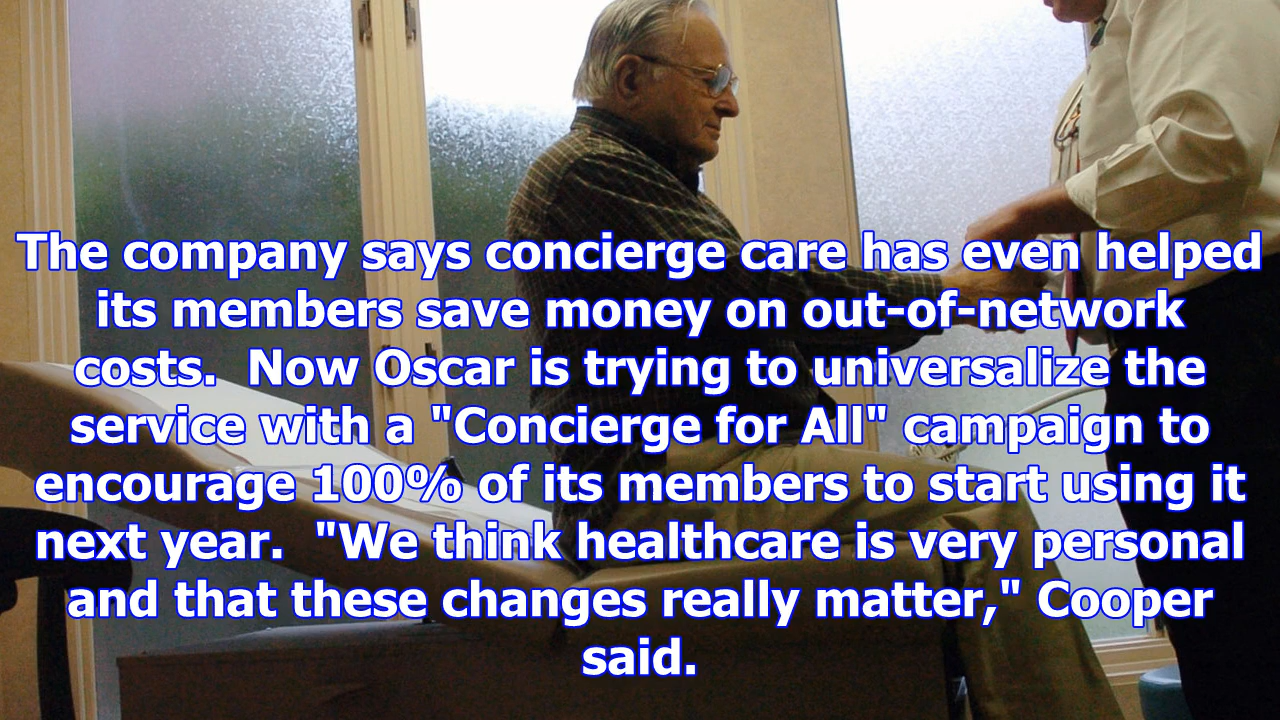 The company says concierge care has even helped
its members save money on out-of-network
costs.  Now Oscar is trying to universalize the
service with a "Concierge for All" campaign to
encourage 100% of its members to start using it
next year.  "We think healthcare is very personal
and that these changes really matter," Cooper
said.